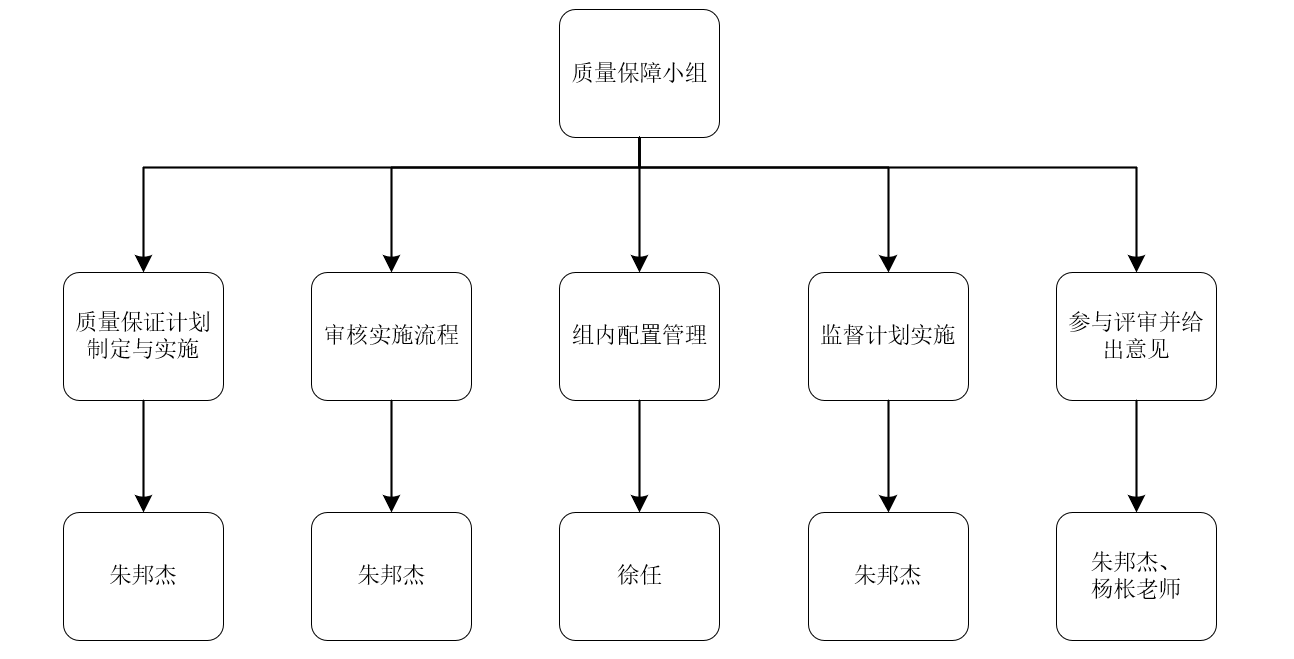 质量保障小组
质量保证计划
制定与实施
审核实施流程
组内配置管理
监督计划实施
参与评审并给
出意见
朱邦杰
朱邦杰
徐任
朱邦杰
朱邦杰、
杨枨老师